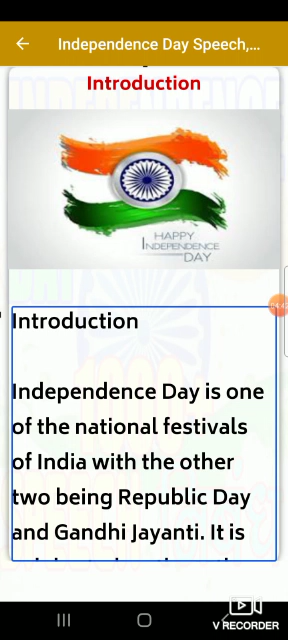 Independence Day Speech,...
Introduction
HAPPY
INDEPENDENCE
DAY
Introduction
Independence Day is one
of the national festivals
of India with the other
two being Republic Day
and Gandhi Jayanti. It is
V RECORDER